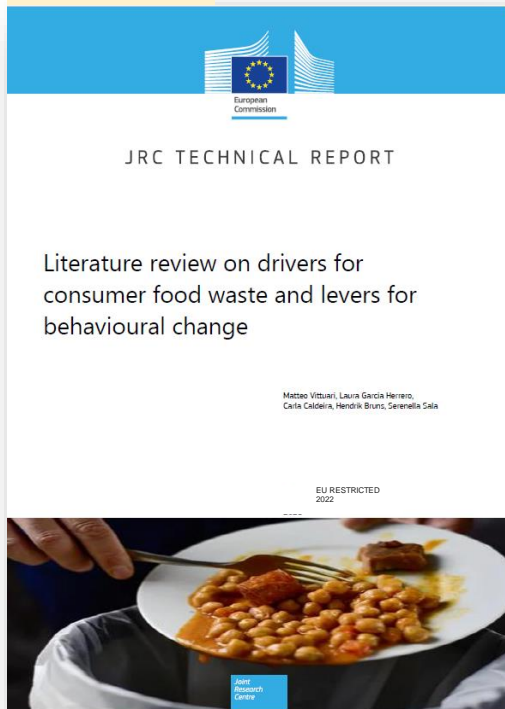 European
Commission
JRC TECHNICAL REPORT
Literature review on drivers for
consumer food waste and levers for
behavioural change
Matteo Vittuari, Laura Garcia Herrero,
Carla Caldeira, Hendrik Bruns, Serenella Sala
EU RESTRICTED
2022
Joint
Research
Centre